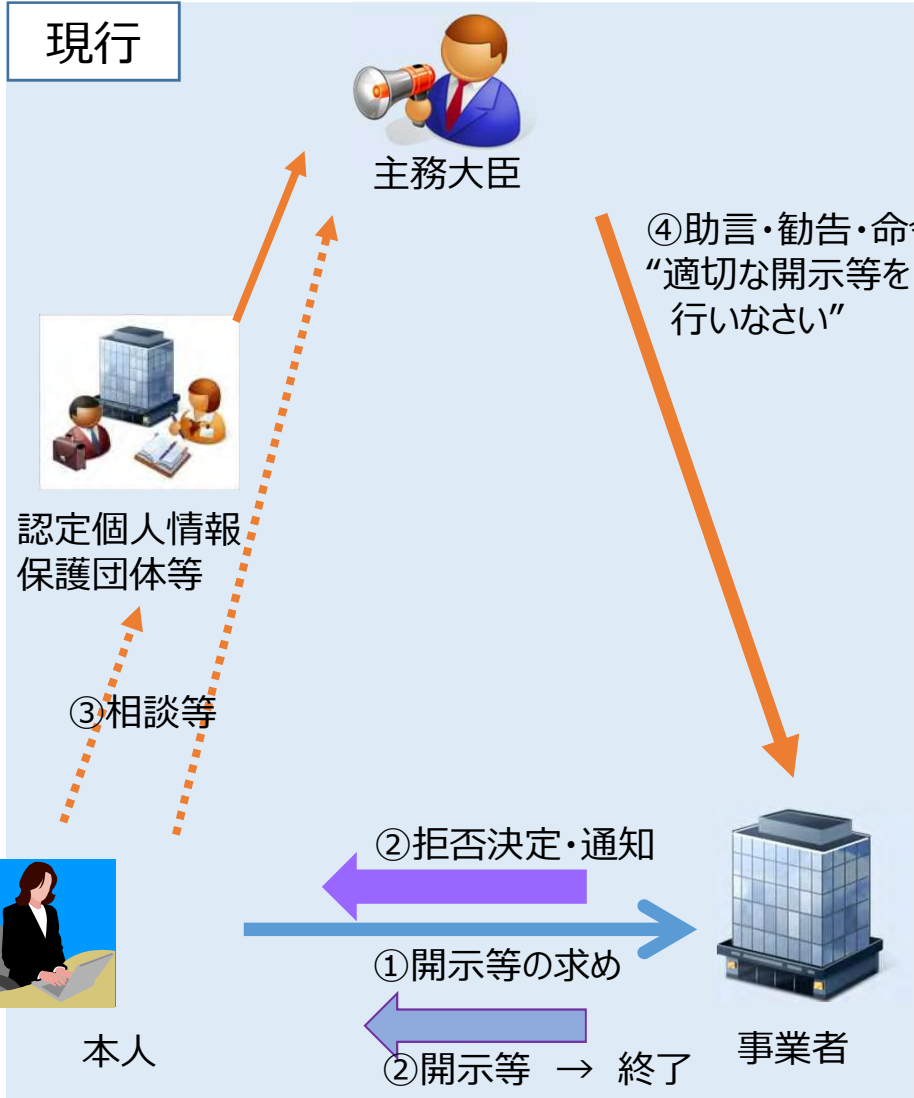 現行
主務大臣
④助言・勧告・命令
“適切な開示等を
行いなさい”
認定個人情報
保護団体等
③相談等
②拒否決定・通知
①開示等の求め
本人
事業者
②開示等 → 終了